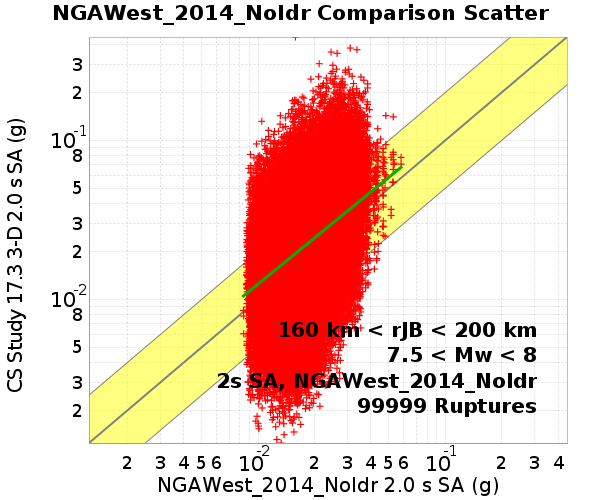 NGAWest_2014_NoIdr Comparison Scatter
CS Study 17.3 3-D 2.0 s SA (g)
3
2
10-1
8
5
3
2
10-2
8
5
3
2
160 km < rJB < 200 km
7.5 < Mw < 8
2s SA, NGAWest_2014_NoIdr
99999 Ruptures
2 3 4 5 6 10-2 2 3 4 5 6 10-1 2 3 4
NGAWest_2014_NoIdr 2.0 s SA (g)